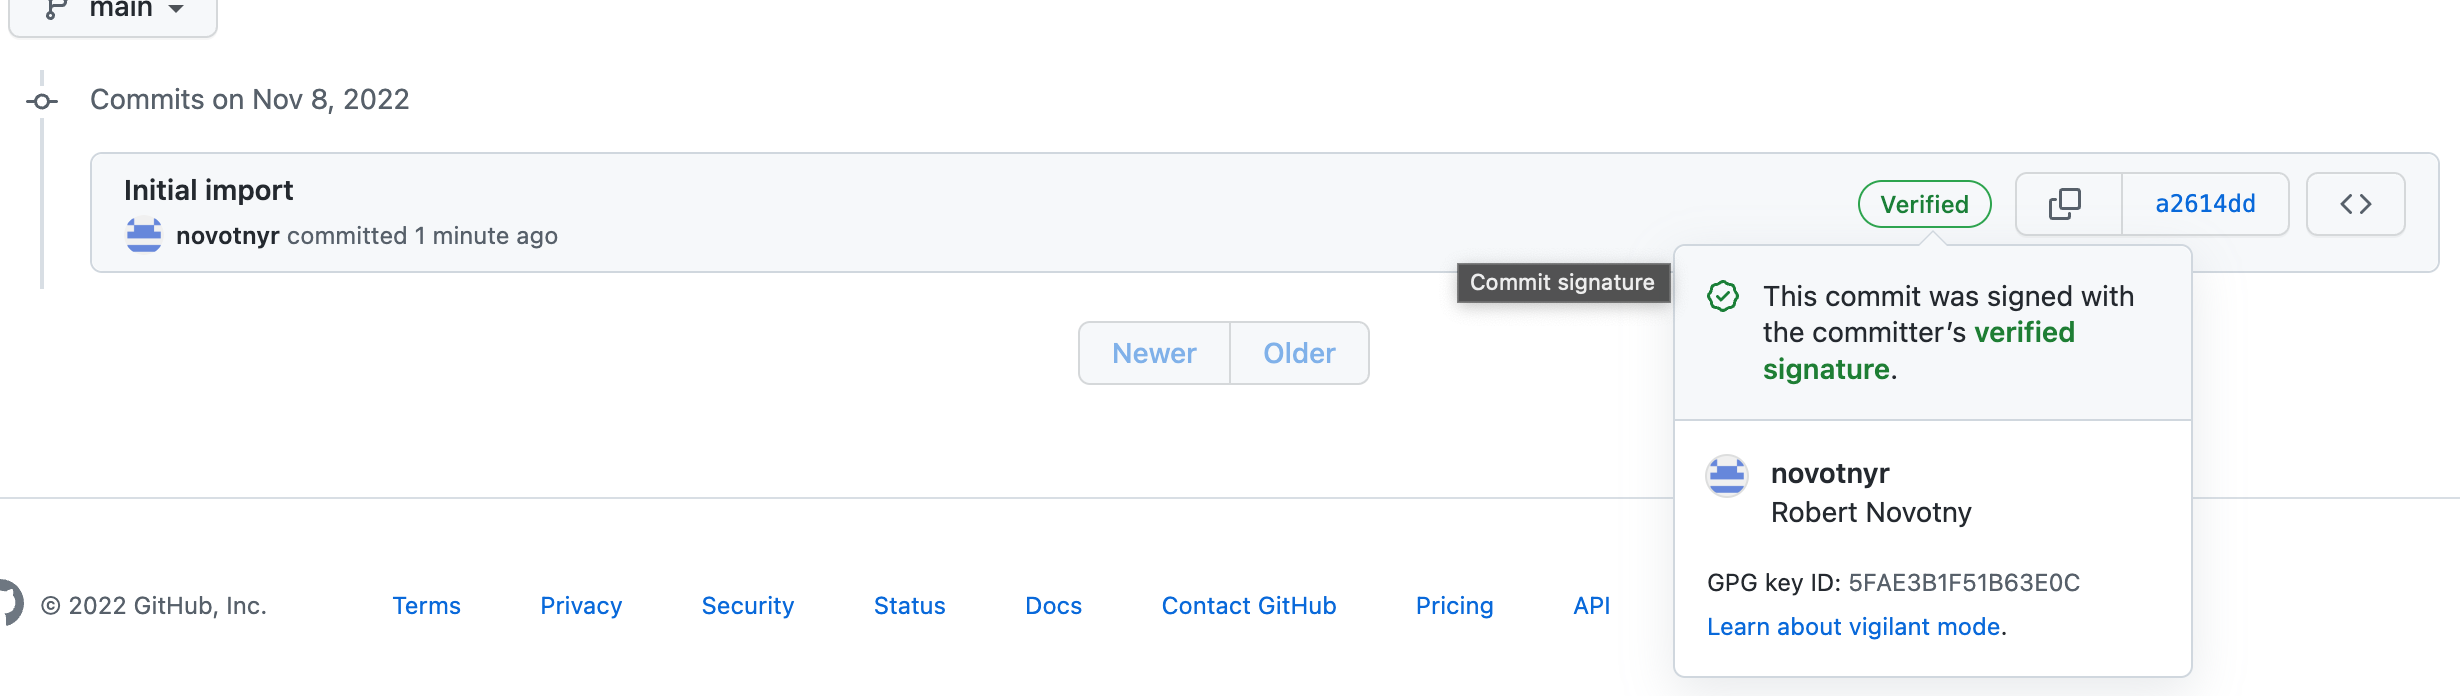 main
Commits on Nov 8, 2022
Initial import
novotnyr committed 1 minute ago
Verified
a2614dd
Commit signature
This commit was signed with
the committer’s verified
signature.
Newer
Older
novotnyr
Robert Novotny
GPG key ID: 5FAE3B1F51B63E0C
Learn about vigilant mode.
© 2022 GitHub, Inc.
Terms
Privacy
Security
Status
Docs
Contact GitHub
Pricing
API